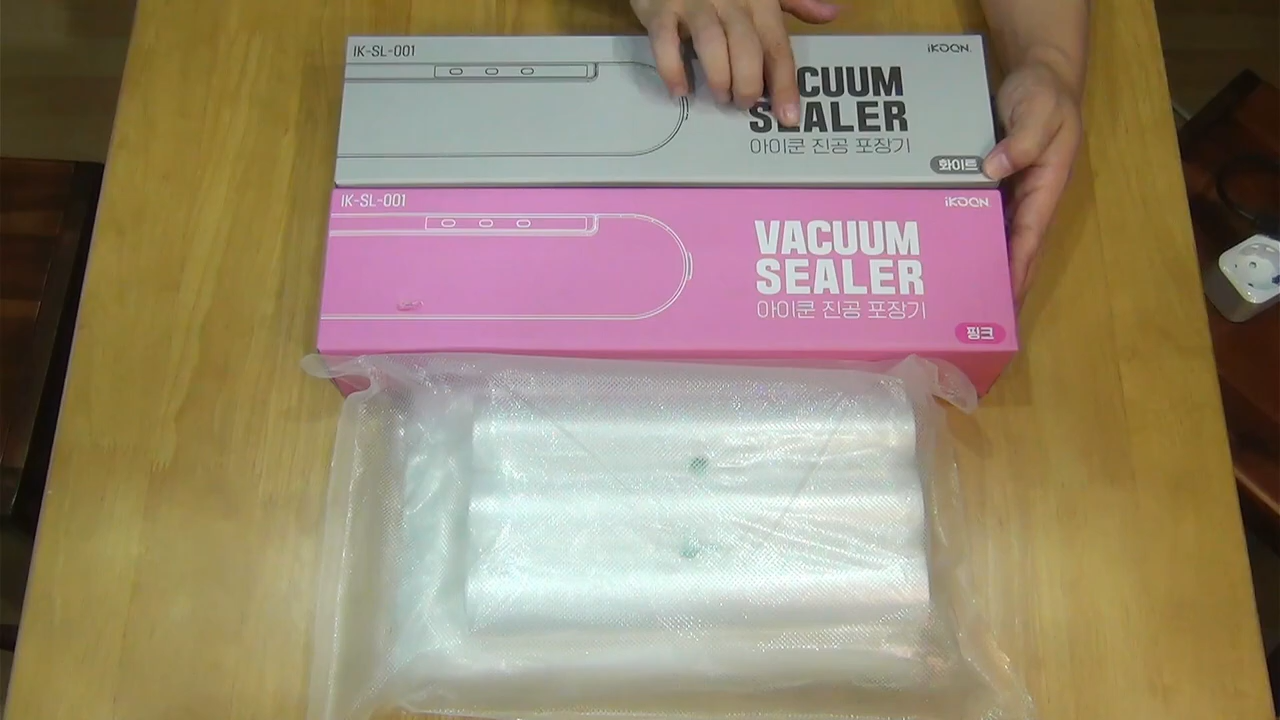 IK-SL-001
iKOON
VACUUM
SEALER
아이쿤 진공 포장기
화이트
IK-SL-001
iKOON
VACUUM
SEALER
아이쿤 진공 포장기
핑크